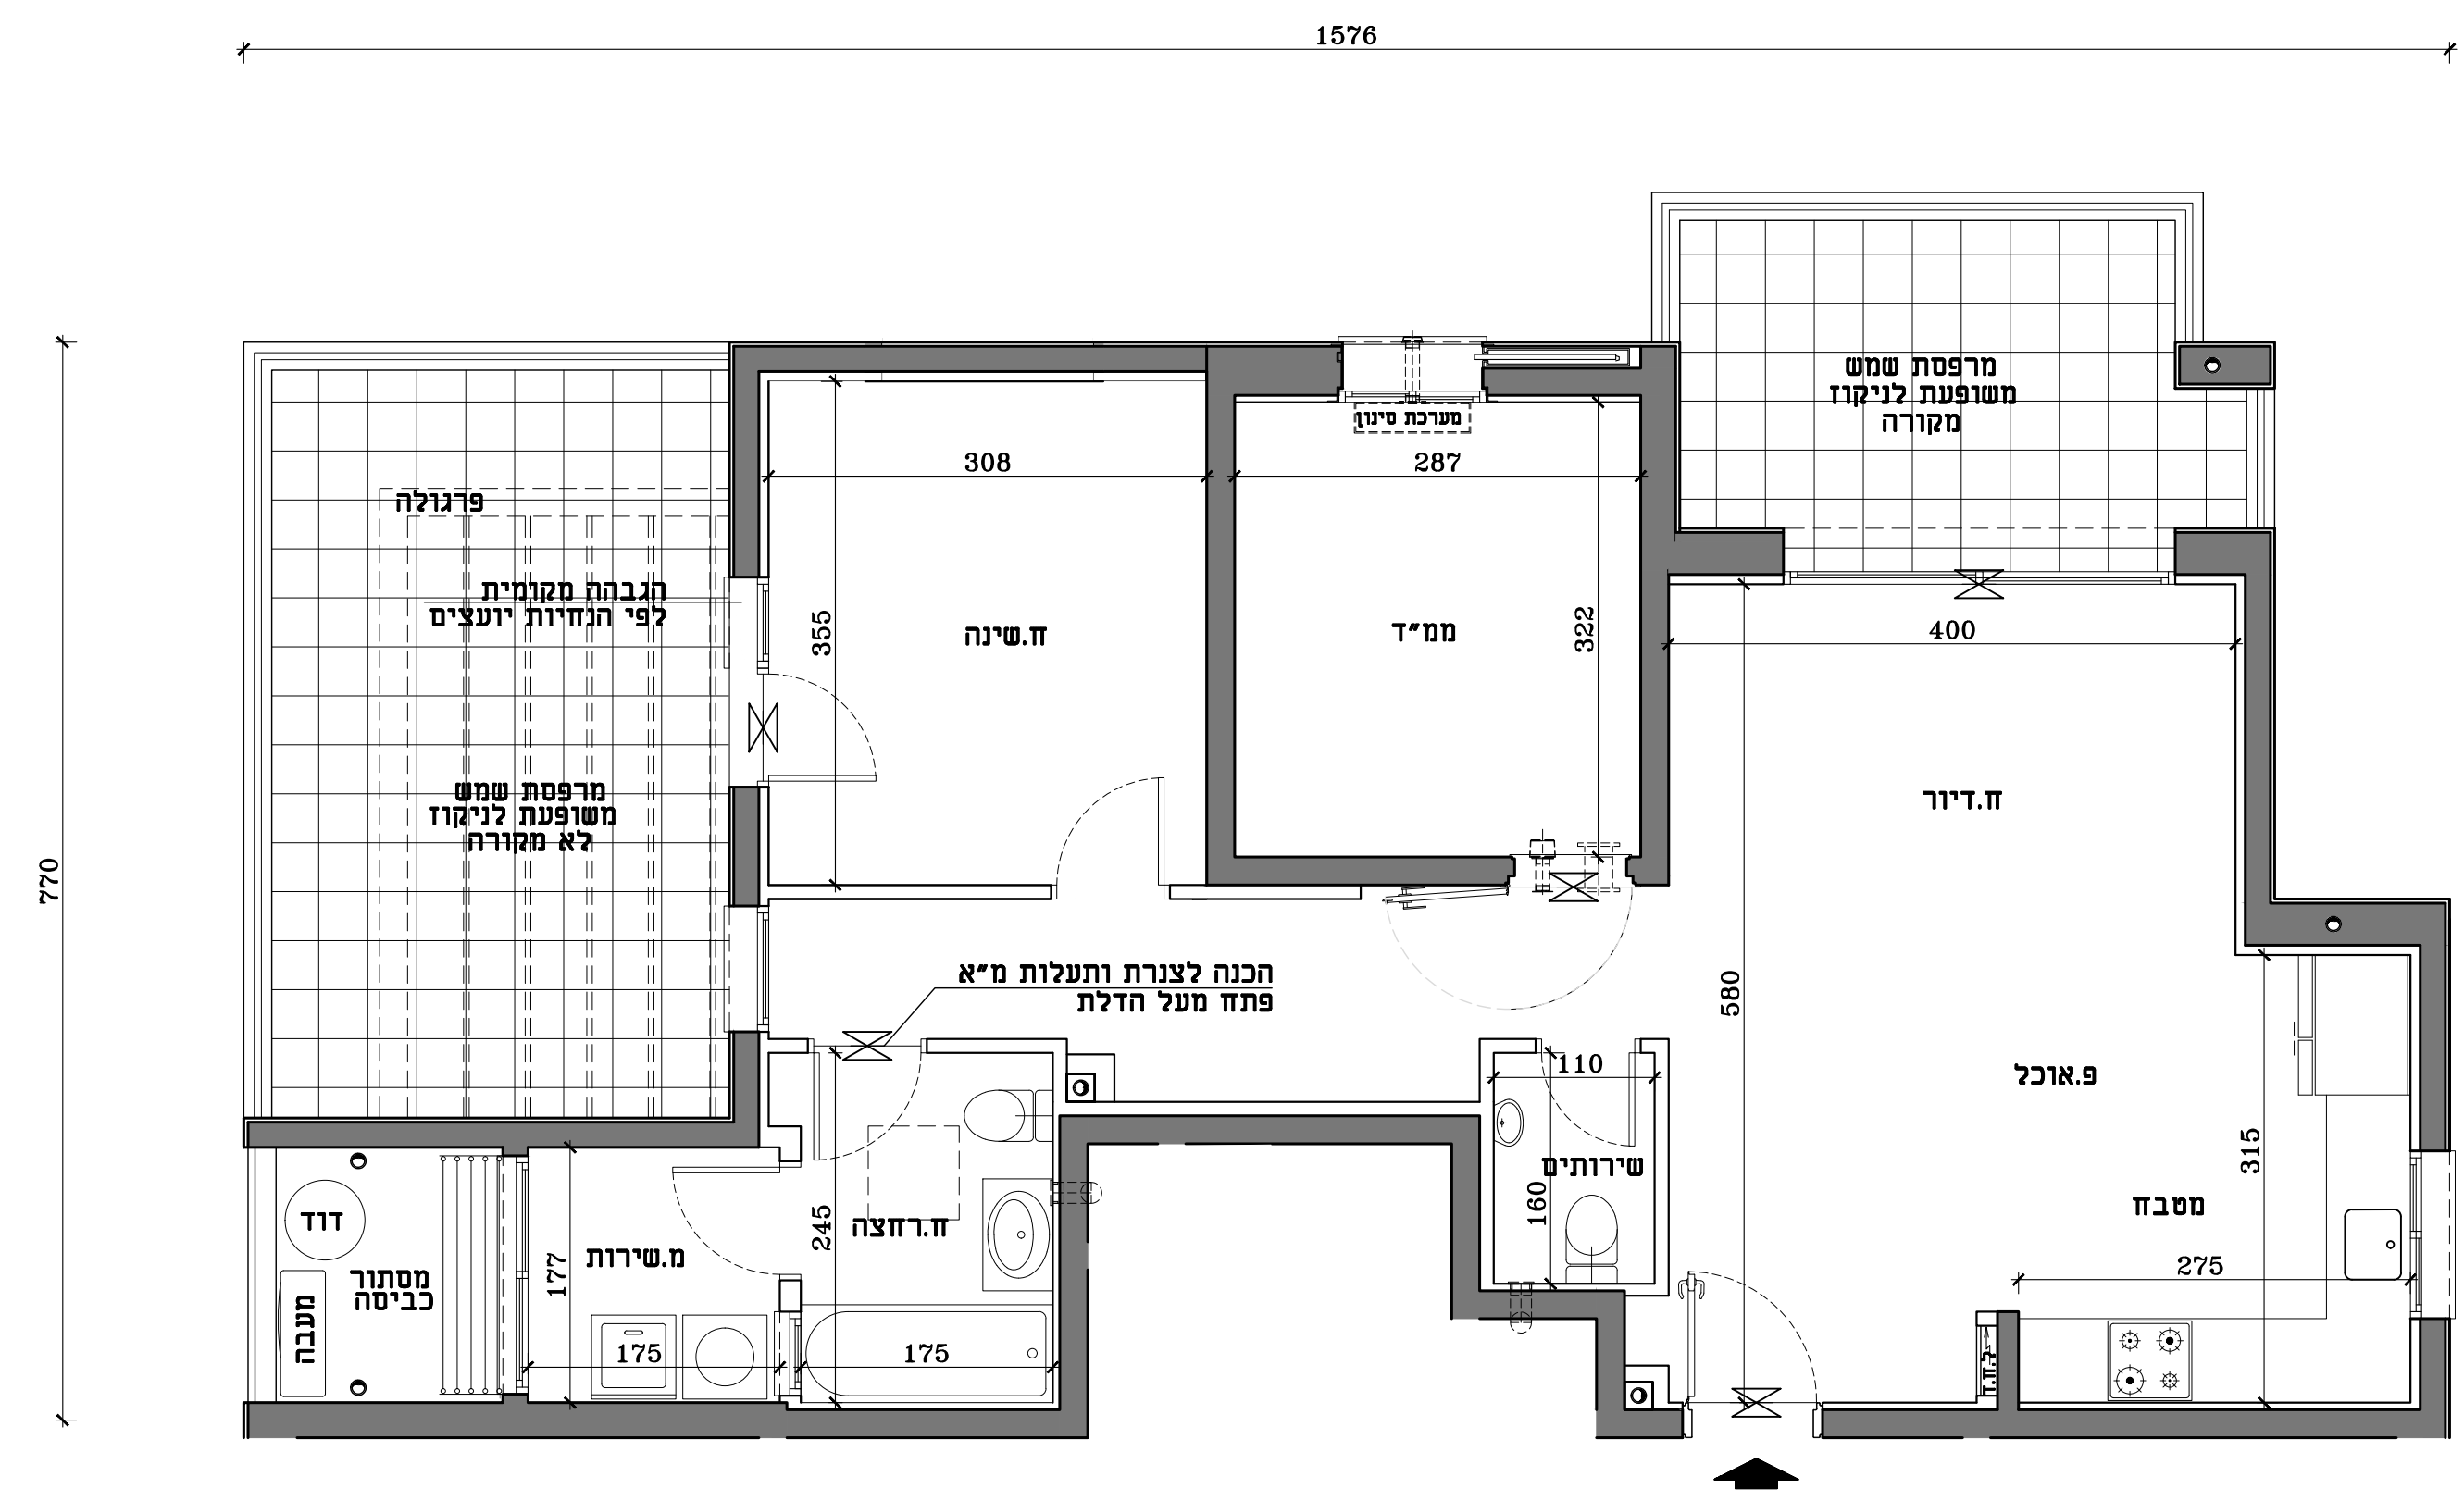 1576
770
מרפסת שמש
משופעת לניקוז
מקורה
מערכת סינון
308
287
פרגולה
הגבהה מקומית
לפי הנחיות יועצים
355
ח.שינה
ממ״ד
322
400
מרפסת שמש
משופעת לניקוז
לא מקורה
ח.דיור
הכנה לצנרת ותעלות מ״א
פתח מעל הדלת
580
110
פ.אוכל
315
שירותים
160
מטבח
275
דוד
מסתור
כביסה
מעבה
177
מ.שירות
245
ח.רחצה
175
175
ל.ח.ד